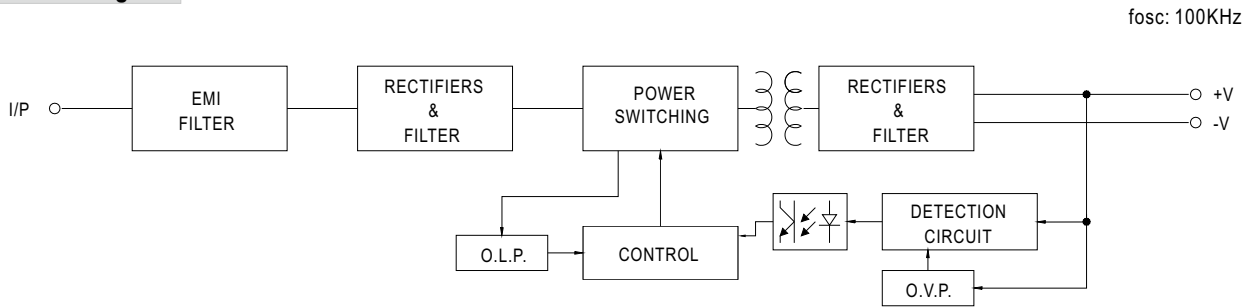 fosc: 100KHz
I/P
EMI
FILTER
RECTIFIERS
&
FILTER
POWER
SWITCHING
RECTIFIERS
&
FILTER
+V
-V
DETECTION
CIRCUIT
O.L.P.
CONTROL
O.V.P.